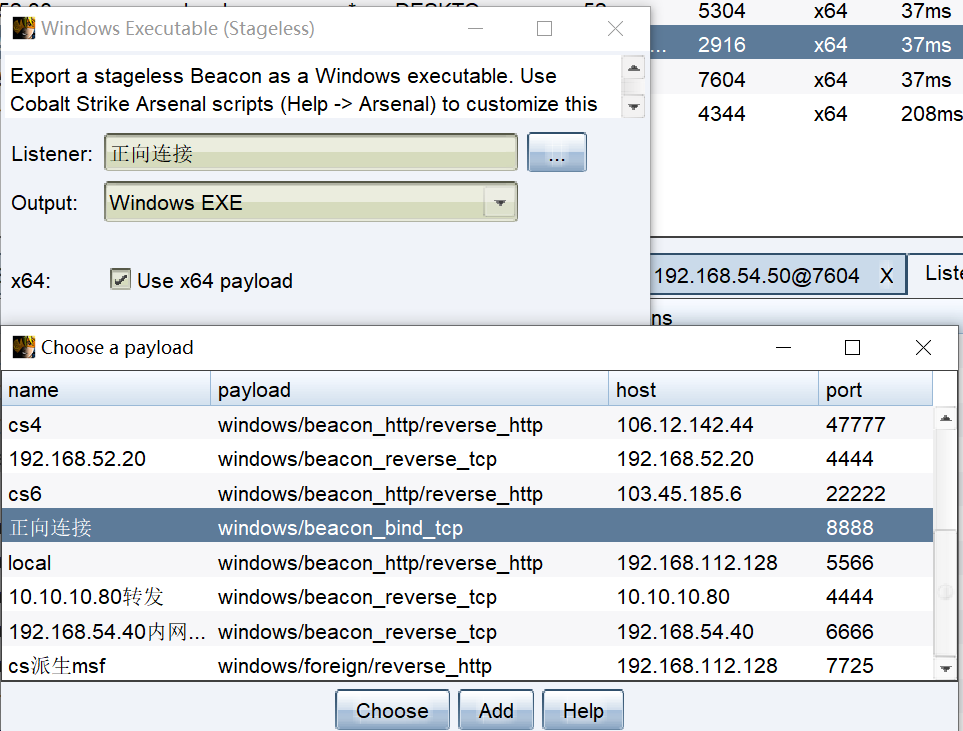 5304 x64 37ms
Windows Executable (Stageless)
... 2916 x64 37ms
Export a stageless Beacon as a Windows executable. Use
7604 x64 37ms
Cobalt Strike Arsenal scripts (Help -> Arsenal) to customize this
4344 x64 208ms
Listener: 正向连接 ...
Output: Windows EXE
192.168.54.50@7604 X Liste
x64: Use x64 payload
ns
Choose a payload
name payload host port
cs4 windows/beacon_http/reverse_http 106.12.142.44 47777
192.168.52.20 windows/beacon_reverse_tcp 192.168.52.20 4444
cs6 windows/beacon_http/reverse_http 103.45.185.6 22222
正向连接 windows/beacon_bind_tcp 8888
local windows/beacon_http/reverse_http 192.168.112.128 5566
10.10.10.80转发 windows/beacon_reverse_tcp 10.10.10.80 4444
192.168.54.40内网... windows/beacon_reverse_tcp 192.168.54.40 6666
cs派生msf windows/foreign/reverse_http 192.168.112.128 7725
Choose Add Help